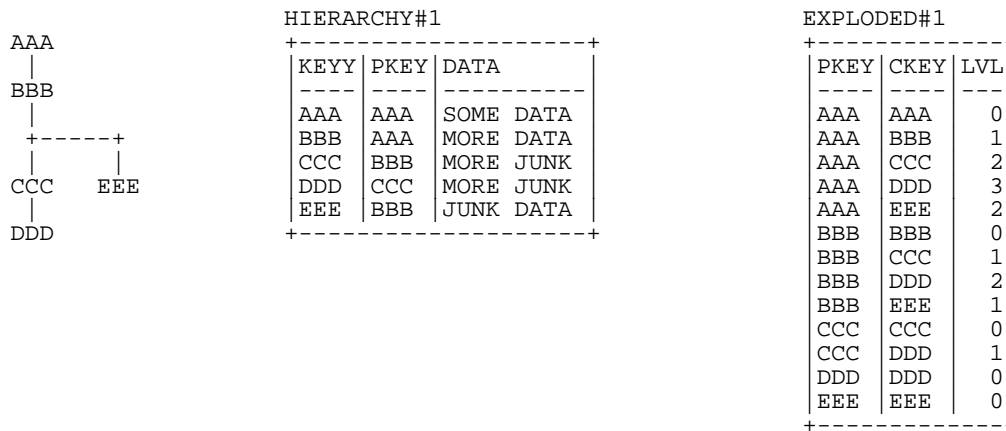 AAA
BBB
CCC EEE
DDD
HIERARCHY#1
KEYY PKEY DATA
AAA AAA SOME DATA
BBB AAA MORE DATA
CCC BBB MORE JUNK
DDD CCC MORE JUNK
EEE BBB JUNK DATA
EXPLODED#1
PKEY CKEY LVL
AAA AAA 0
AAA BBB 1
AAA CCC 2
AAA DDD 3
AAA EEE 2
BBB BBB 0
BBB CCC 1
BBB DDD 2
BBB EEE 1
CCC CCC 0
CCC DDD 1
DDD DDD 0
EEE EEE 0